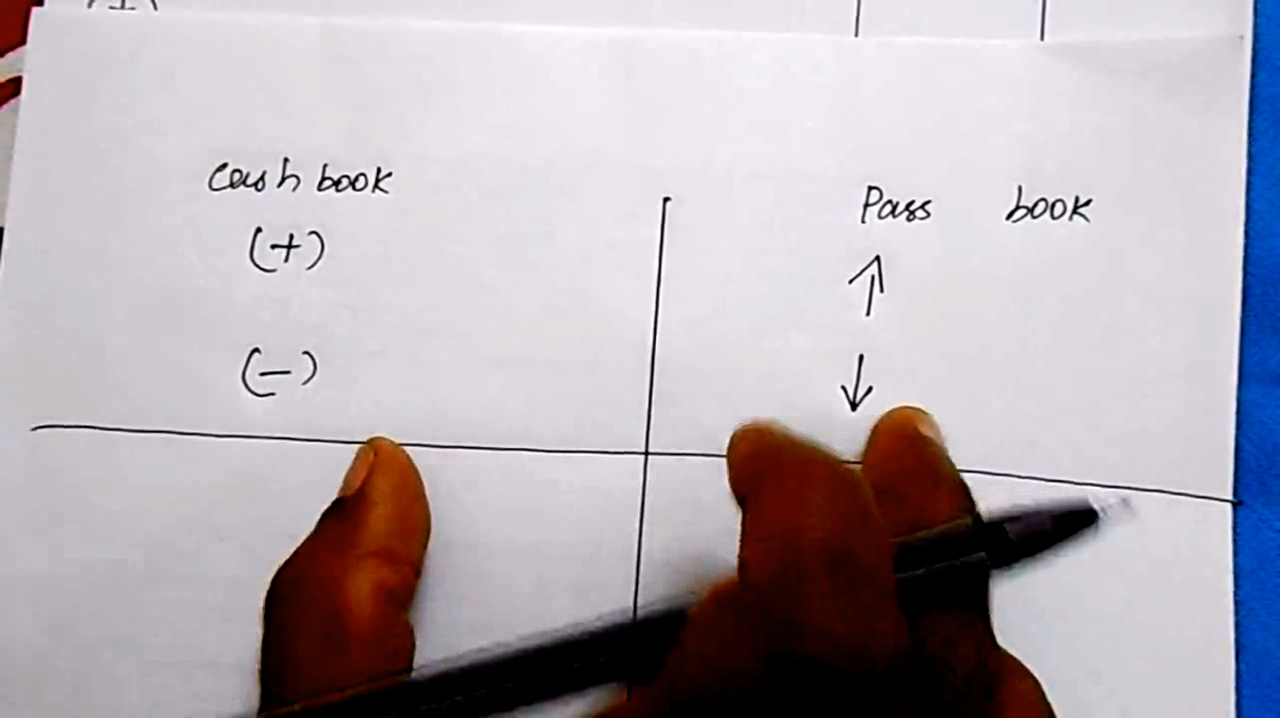 Cash book
Pass book
(+)
↑
(-)
↓